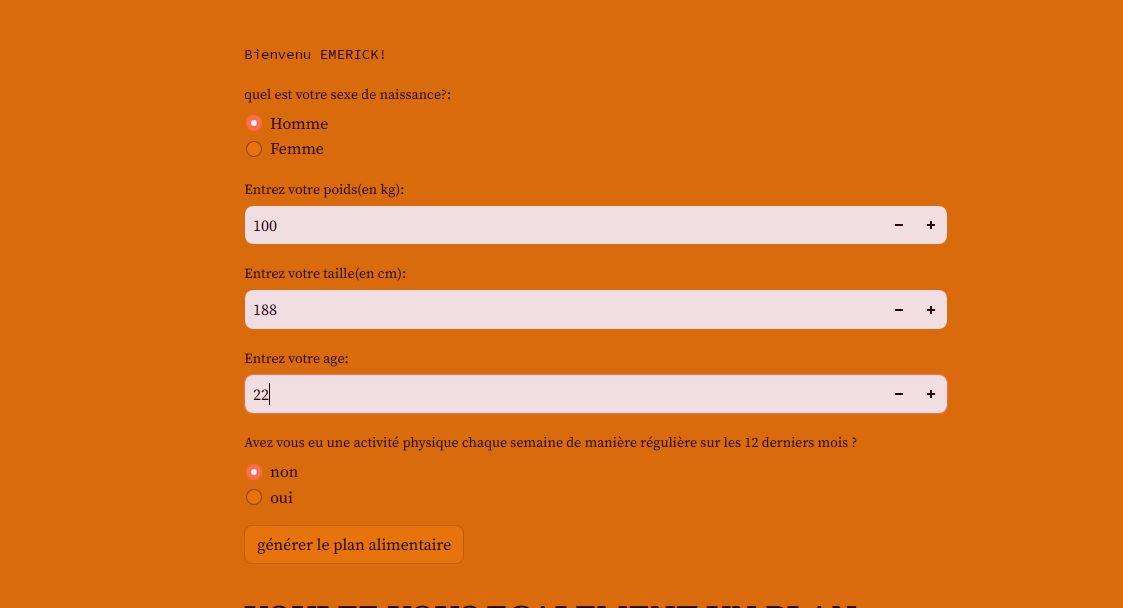 Bienvenu EMERICK!
quel est votre sexe de naissance?:
Homme
Femme
Entrez votre poids(en kg):
100
Entrez votre taille(en cm):
188
Entrez votre age:
22
Avez vous eu une activité physique chaque semaine de manière régulière sur les 12 derniers mois ?
non
oui
générer le plan alimentaire